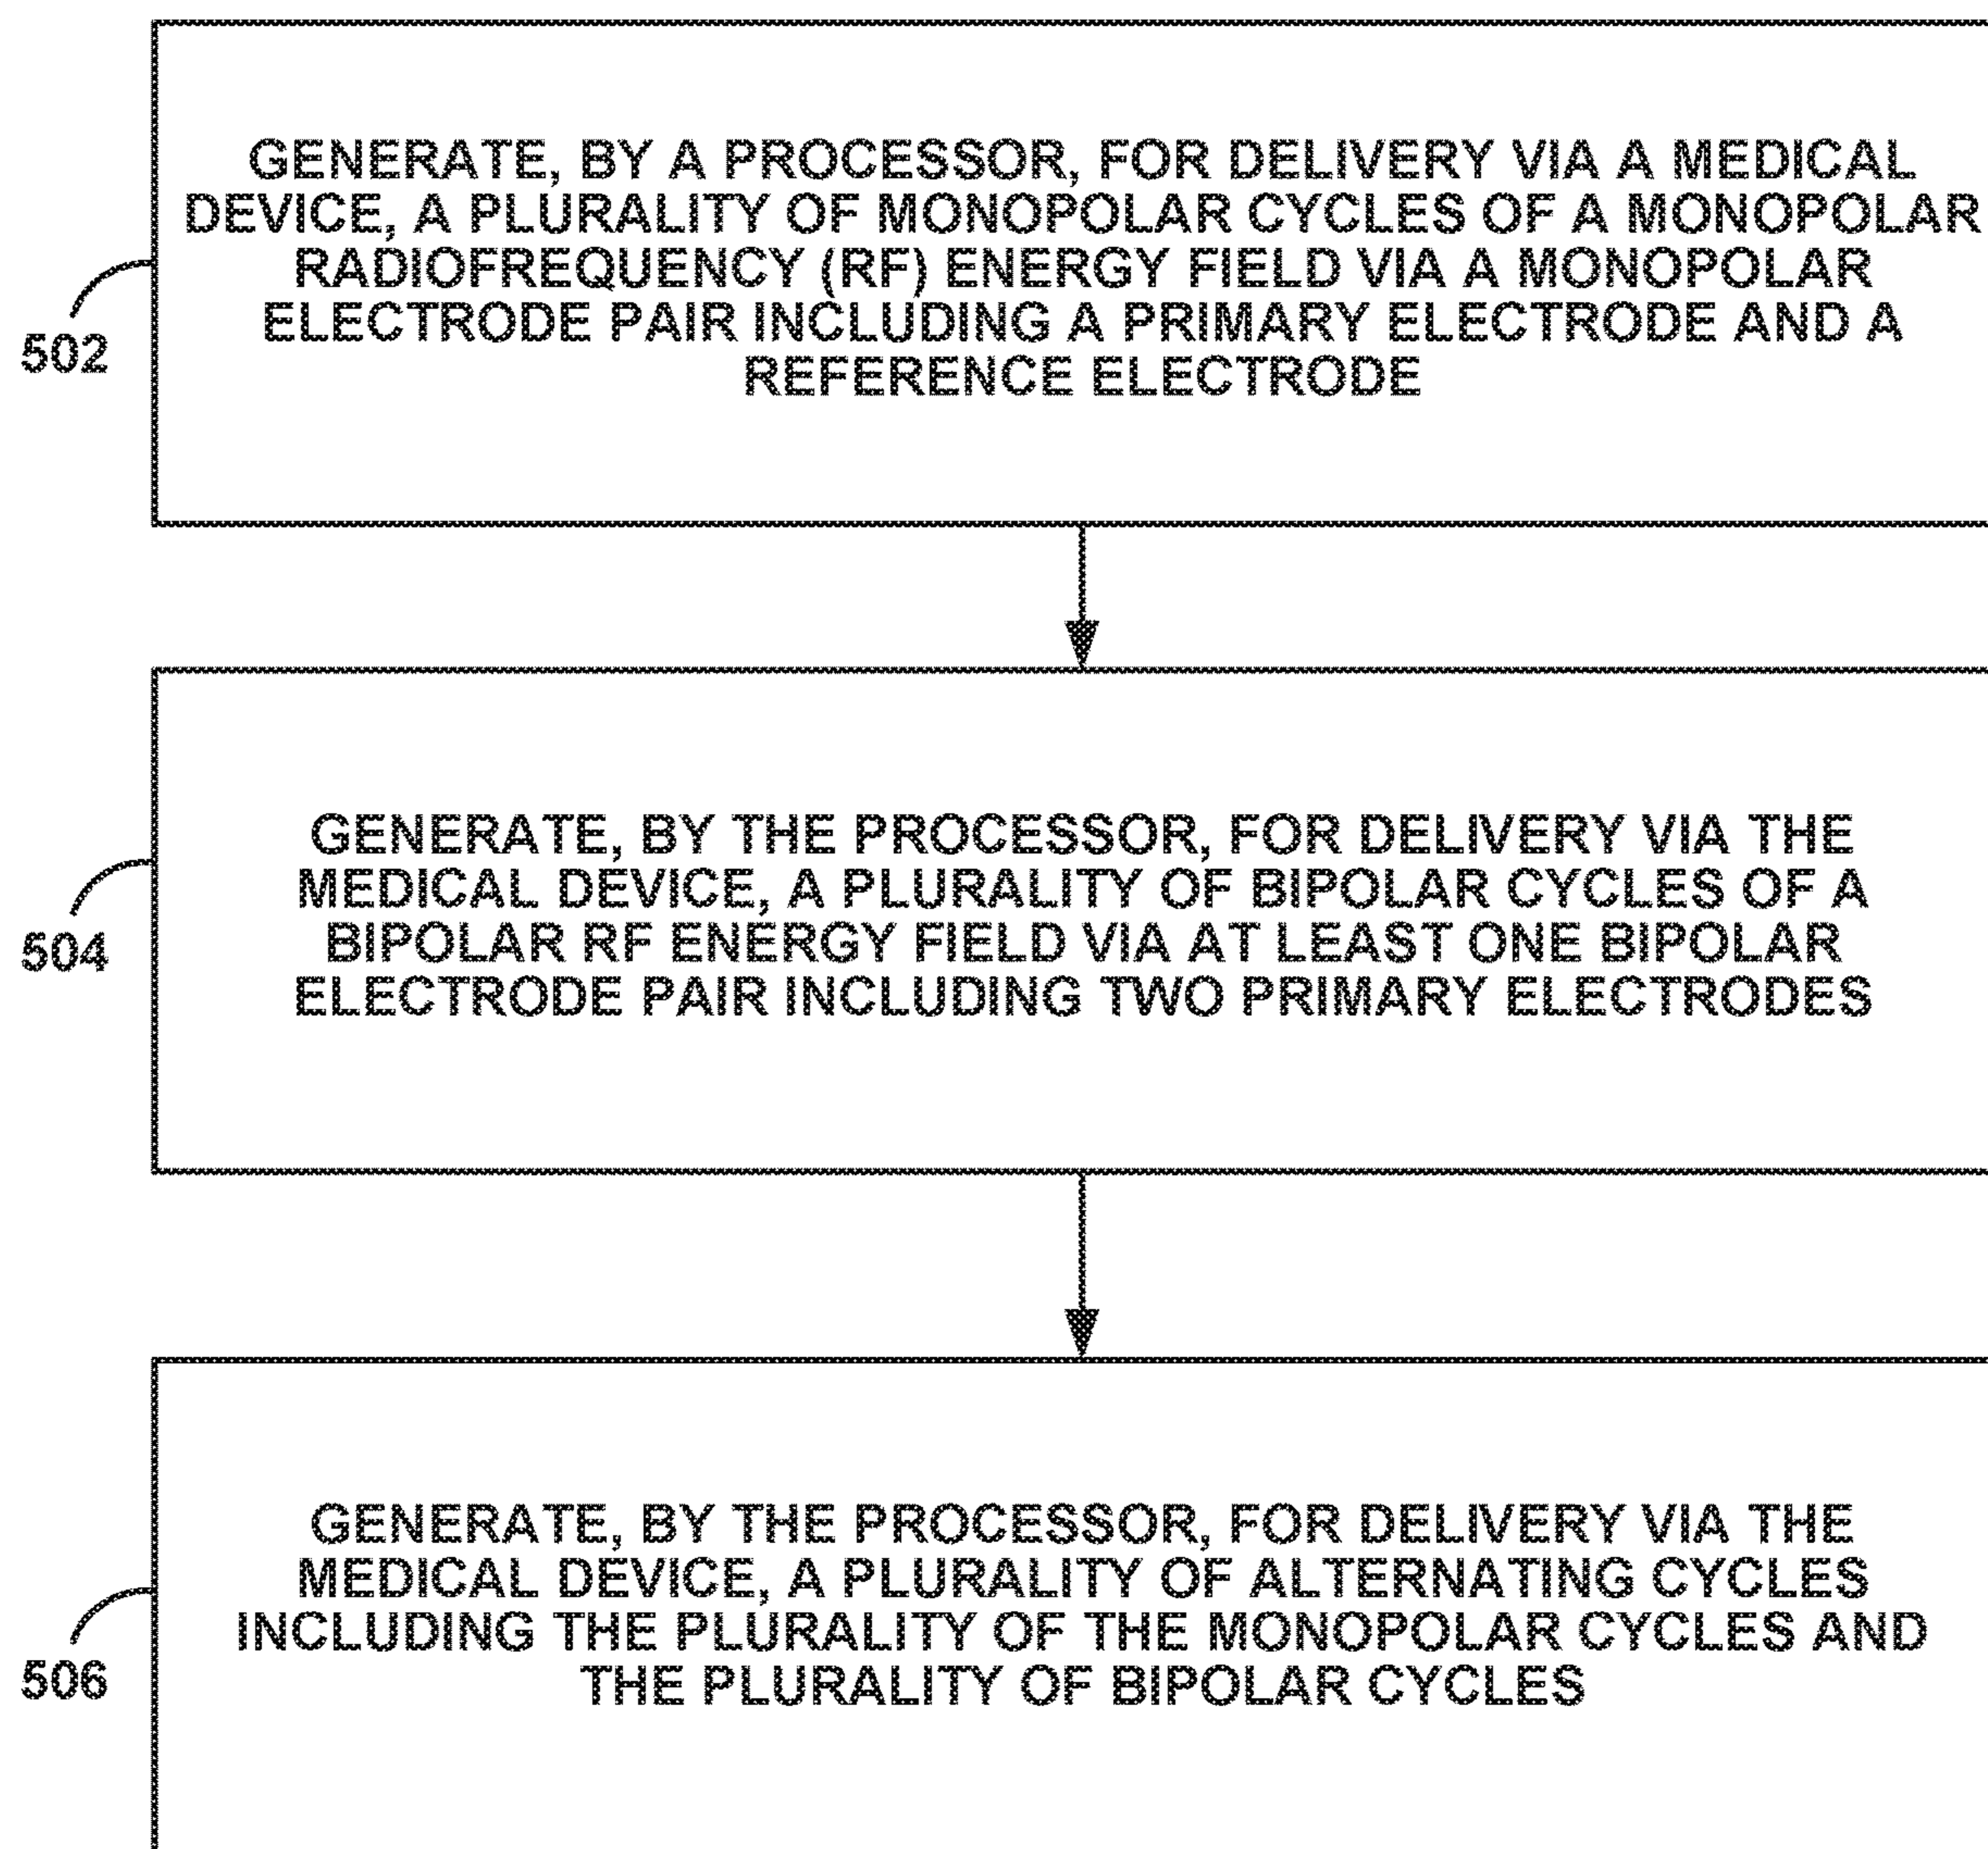 GENERATE, BY A PROCESSOR, FOR DELIVERY VIA A MEDICAL
DEVICE, A PLURALITY OF MONOPOLAR CYCLES OF A MONOPOLAR
RADIOFREQUENCY (RF) ENERGY FIELD VIA A MONOPOLAR
ELECTRODE PAIR INCLUDING A PRIMARY ELECTRODE AND A
REFERENCE ELECTRODE
502
GENERATE, BY THE PROCESSOR, FOR DELIVERY VIA THE
MEDICAL DEVICE, A PLURALITY OF BIPOLAR CYCLES OF A
BIPOLAR RF ENERGY FIELD VIA AT LEAST ONE BIPOLAR
ELECTRODE PAIR INCLUDING TWO PRIMARY ELECTRODES
504
GENERATE, BY THE PROCESSOR, FOR DELIVERY VIA THE
MEDICAL DEVICE, A PLURALITY OF ALTERNATING CYCLES
INCLUDING THE PLURALITY OF THE MONOPOLAR CYCLES AND
THE PLURALITY OF BIPOLAR CYCLES
506